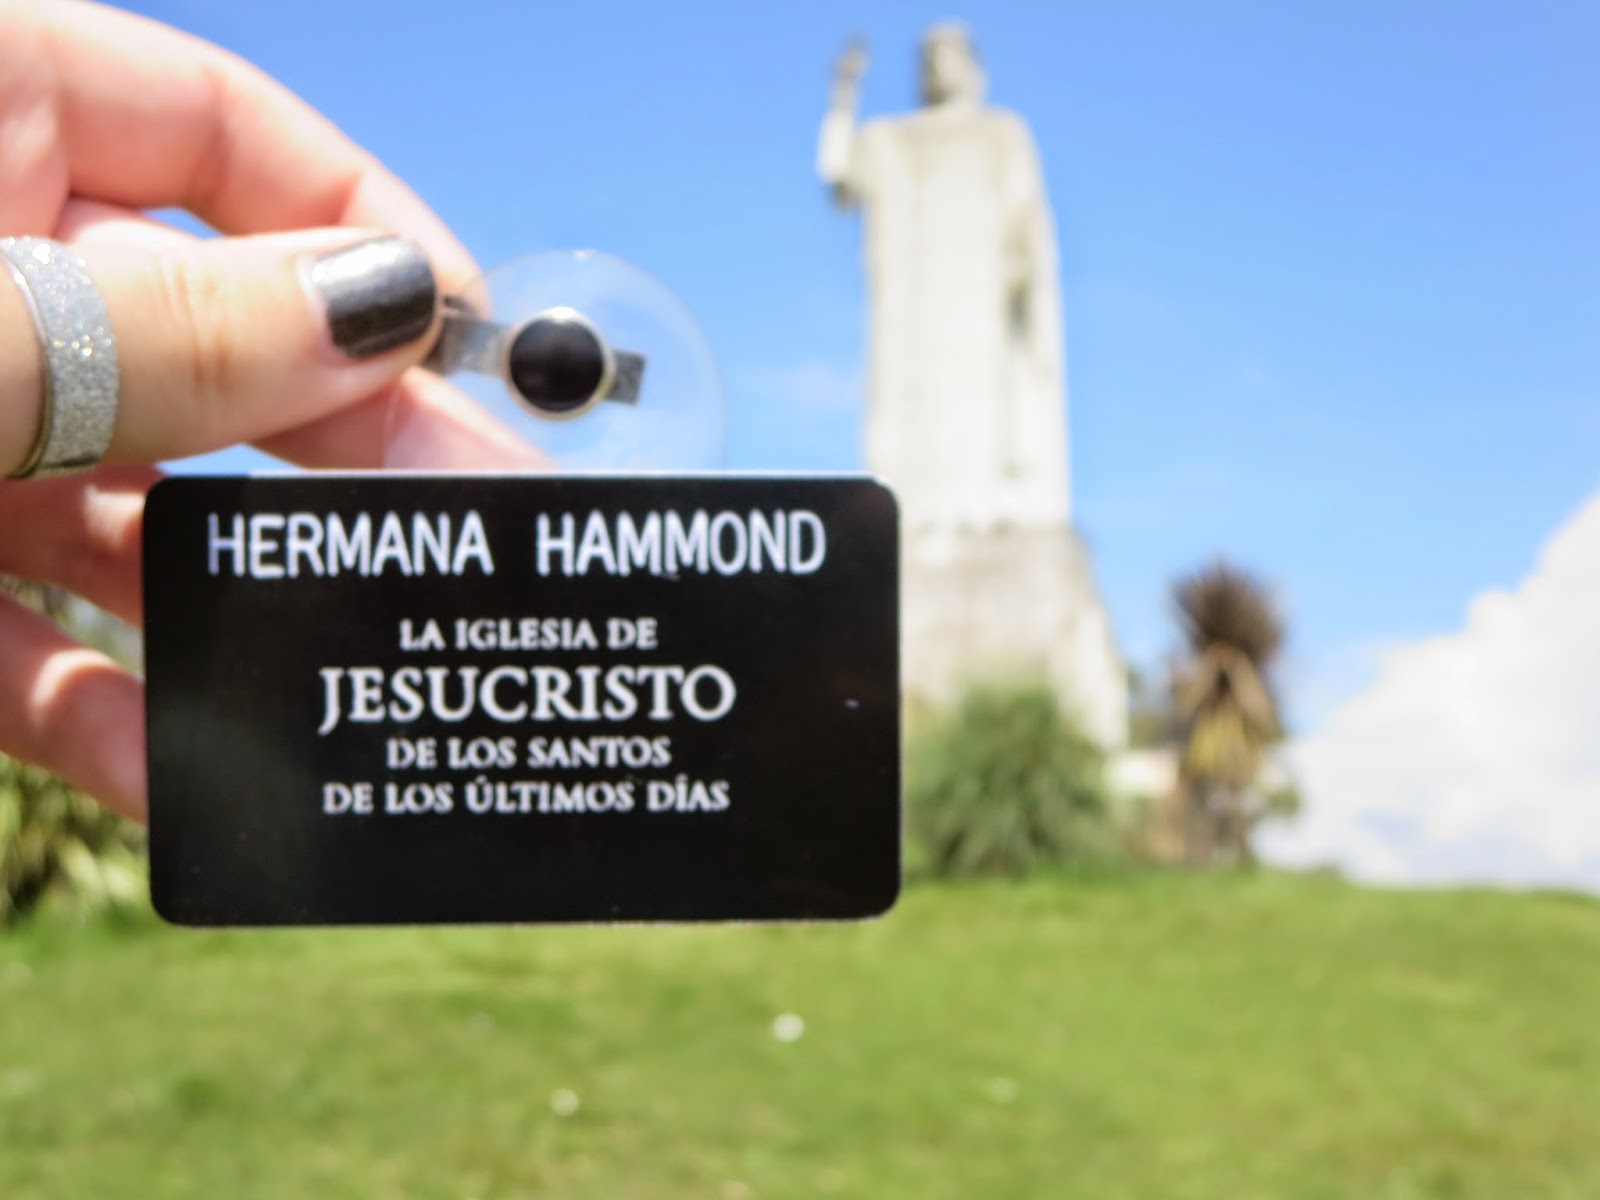 HERMANA HAMMOND
LA IGLESIA DE
JESUCRISTO
DE LOS SANTOS
DE LOS ÚLTIMOS DÍAS